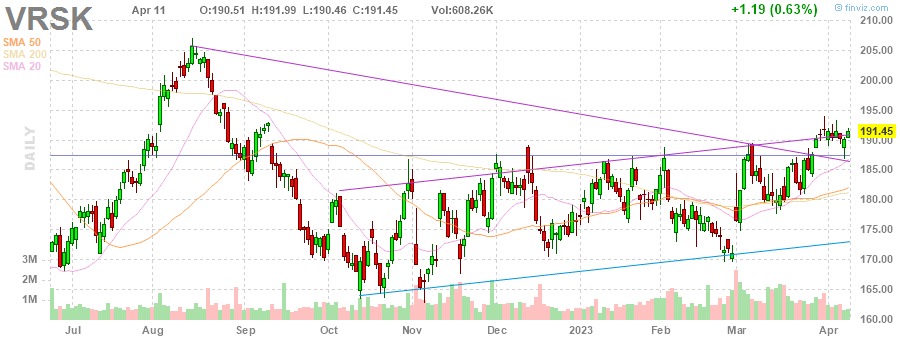 VRSK Apr 11 O:190.51 H:191.99 L:190.46 C:191.45 Vol:608.26K +1.19 (0.63%) © finviz.com
SMA 50
SMA 200
SMA 20
DAILY
210.00
205.00
200.00
195.00
191.45
190.00
185.00
180.00
175.00
170.00
165.00
160.00
3M
2M
1M
Jul Aug Sep Oct Nov Dec 2023 Feb Mar Apr